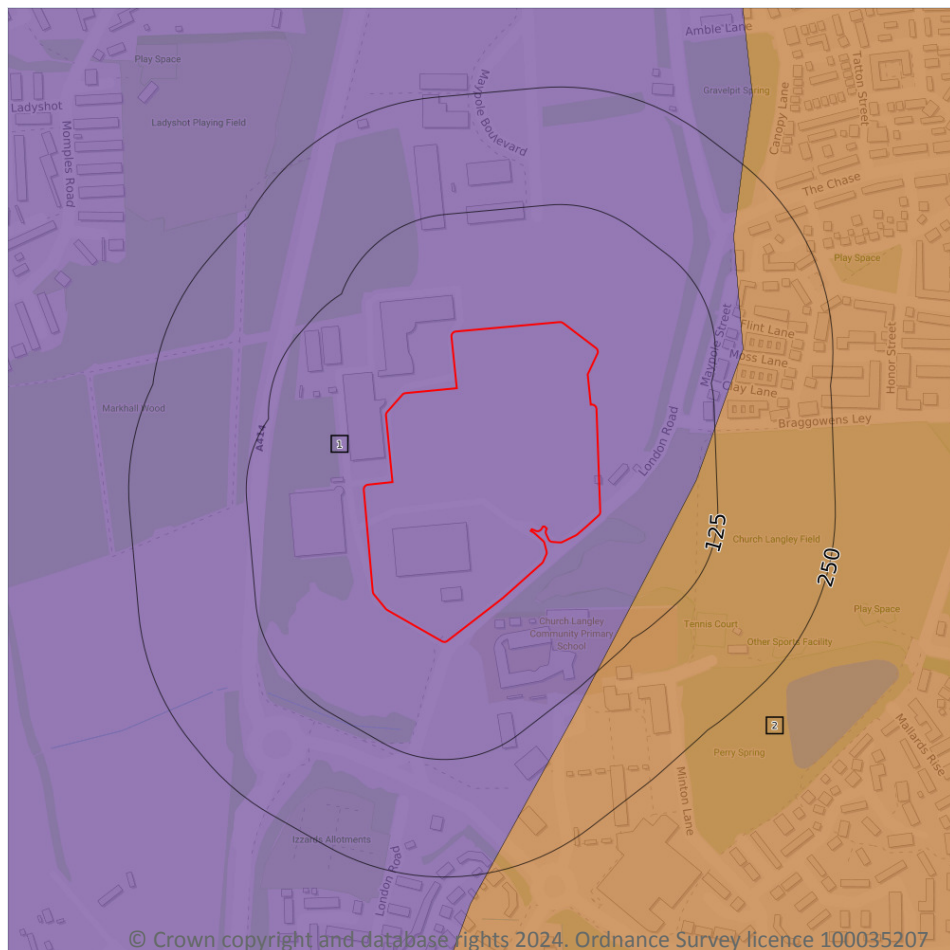 Amble Lane
Play Space
Gravelpit Spring
Ladyshot
Ladyshot Playing Field
Momples Road
Maypole Boulevard
Canopy Lane
Tatton Street
The Chase
Play Space
Flint Lane
Moss Lane
Clay Lane
Maypole Street
Honor Street
Markhall Wood
Braggowens Ley
A414
1
London Road
125
Church Langley Field
250
Church Langley
Community Primary
School
Play Space
Tennis Court
Other Sports Facility
2
Perry Spring
Mallards Rise
Minton Lane
Izzards Allotments
London Road
© Crown copyright and database rights 2024. Ordnance Survey licence 100035207